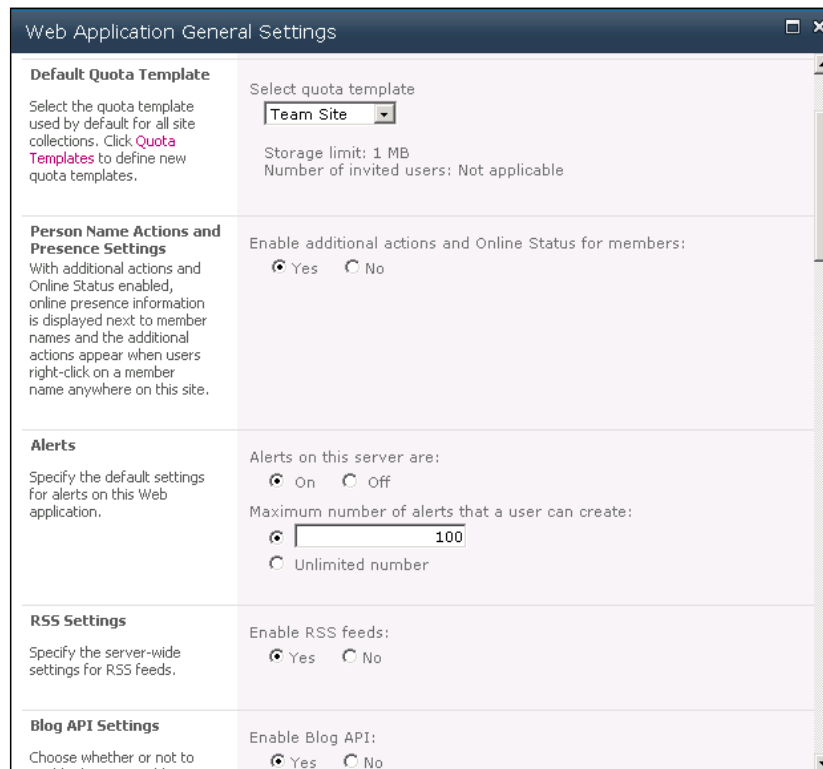 Web Application General Settings
Default Quota Template
Select the quota template
used by default for all site
collections. Click Quota
Templates to define new
quota templates.
Select quota template
Team Site
Storage limit: 1 MB
Number of invited users: Not applicable
Person Name Actions and
Presence Settings
With additional actions and
Online Status enabled,
online presence information
is displayed next to member
names and the additional
actions appear when users
right-click on a member
name anywhere on this site.
Enable additional actions and Online Status for members:
Yes No
Alerts
Specify the default settings
for alerts on this Web
application.
Alerts on this server are:
On Off
Maximum number of alerts that a user can create:
100
Unlimited number
RSS Settings
Specify the server-wide
settings for RSS feeds.
Enable RSS feeds:
Yes No
Blog API Settings
Choose whether or not to
Enable Blog API:
Yes No